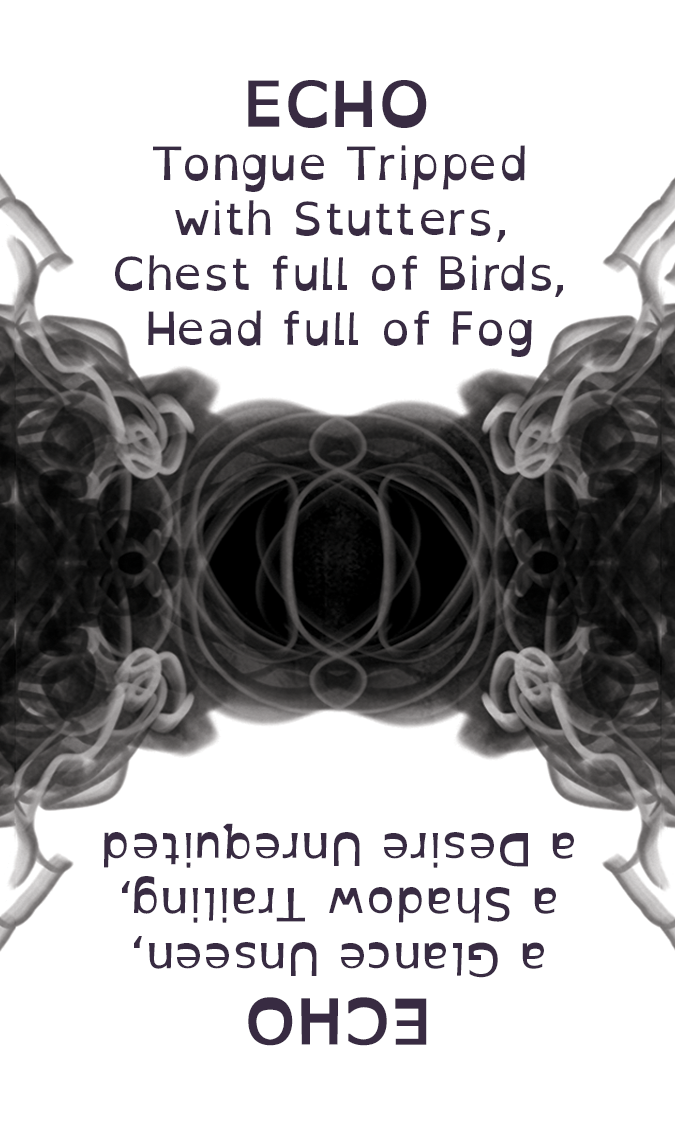 ECHO
Tongue Tripped
with Stutters,
Chest full of Birds,
Head full of Fog
ECHO
a Glance Unseen,
a Shadow Trailing,
a Desire Unrequited